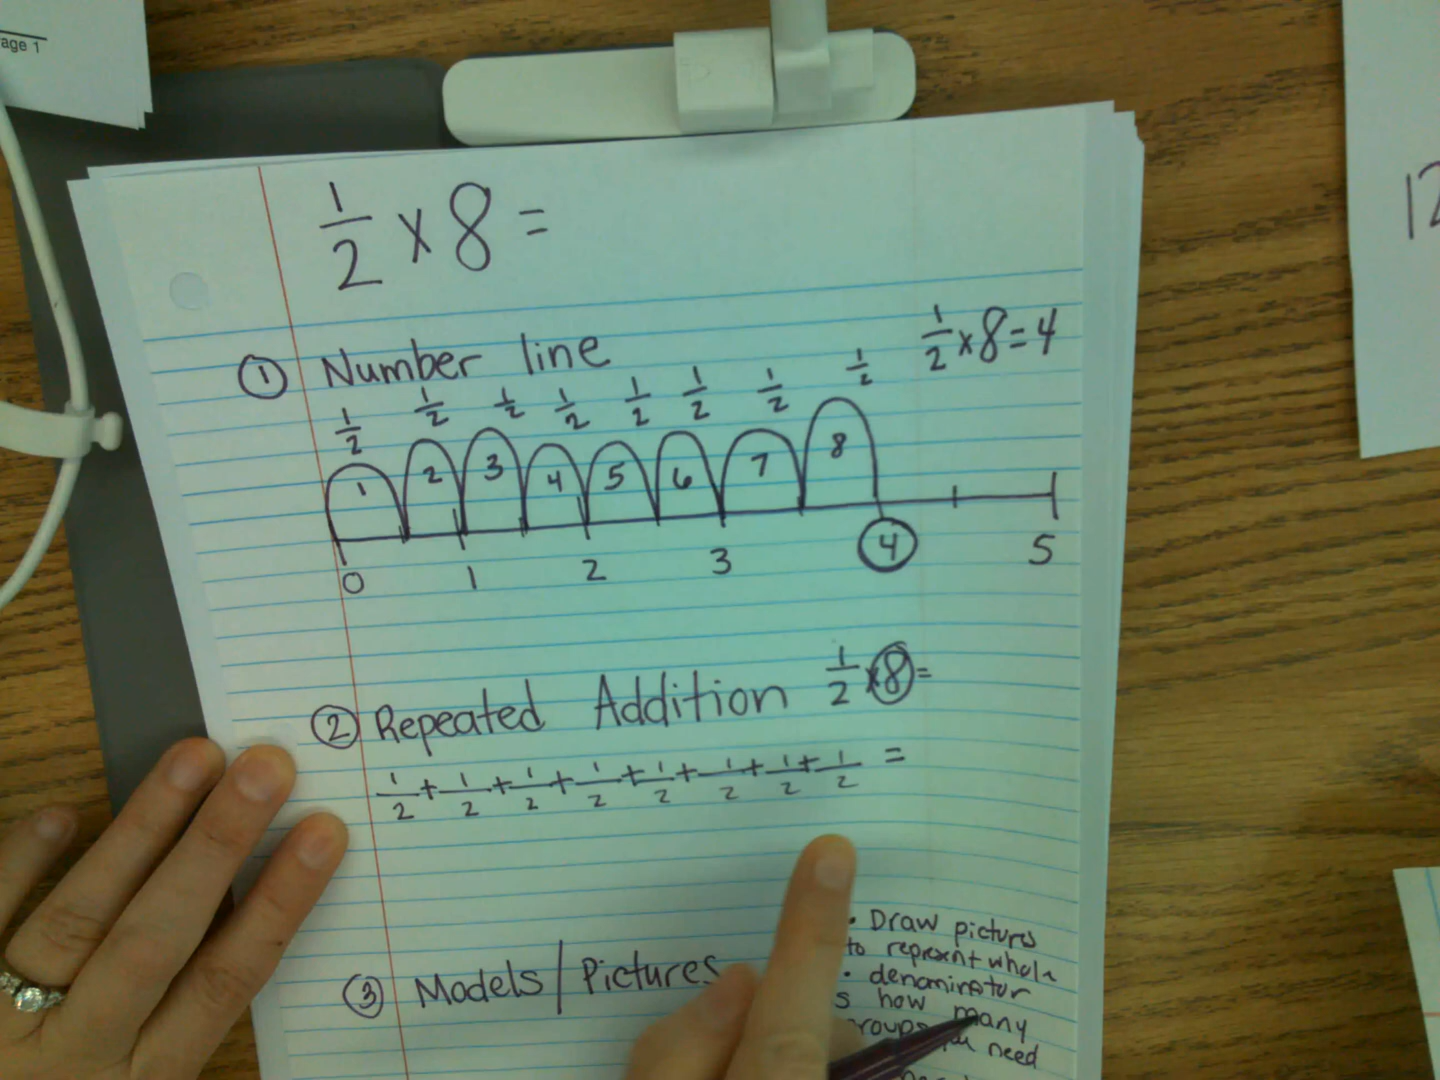 age 1
12
1/2 x 8 =
① Number line
1/2 x 8 = 4
1/2 1/2 1/2 1/2 1/2 1/2 1/2 1/2
1 2 3 4 5 6 7 8
0 1 2 3 4 5
② Repeated Addition 1/2 x 8 =
1/2 + 1/2 + 1/2 + 1/2 + 1/2 + 1/2 + 1/2 + 1/2 =
③ Models / Pictures
• Draw pictures
to represent whole
• denominator
s how many
roups need